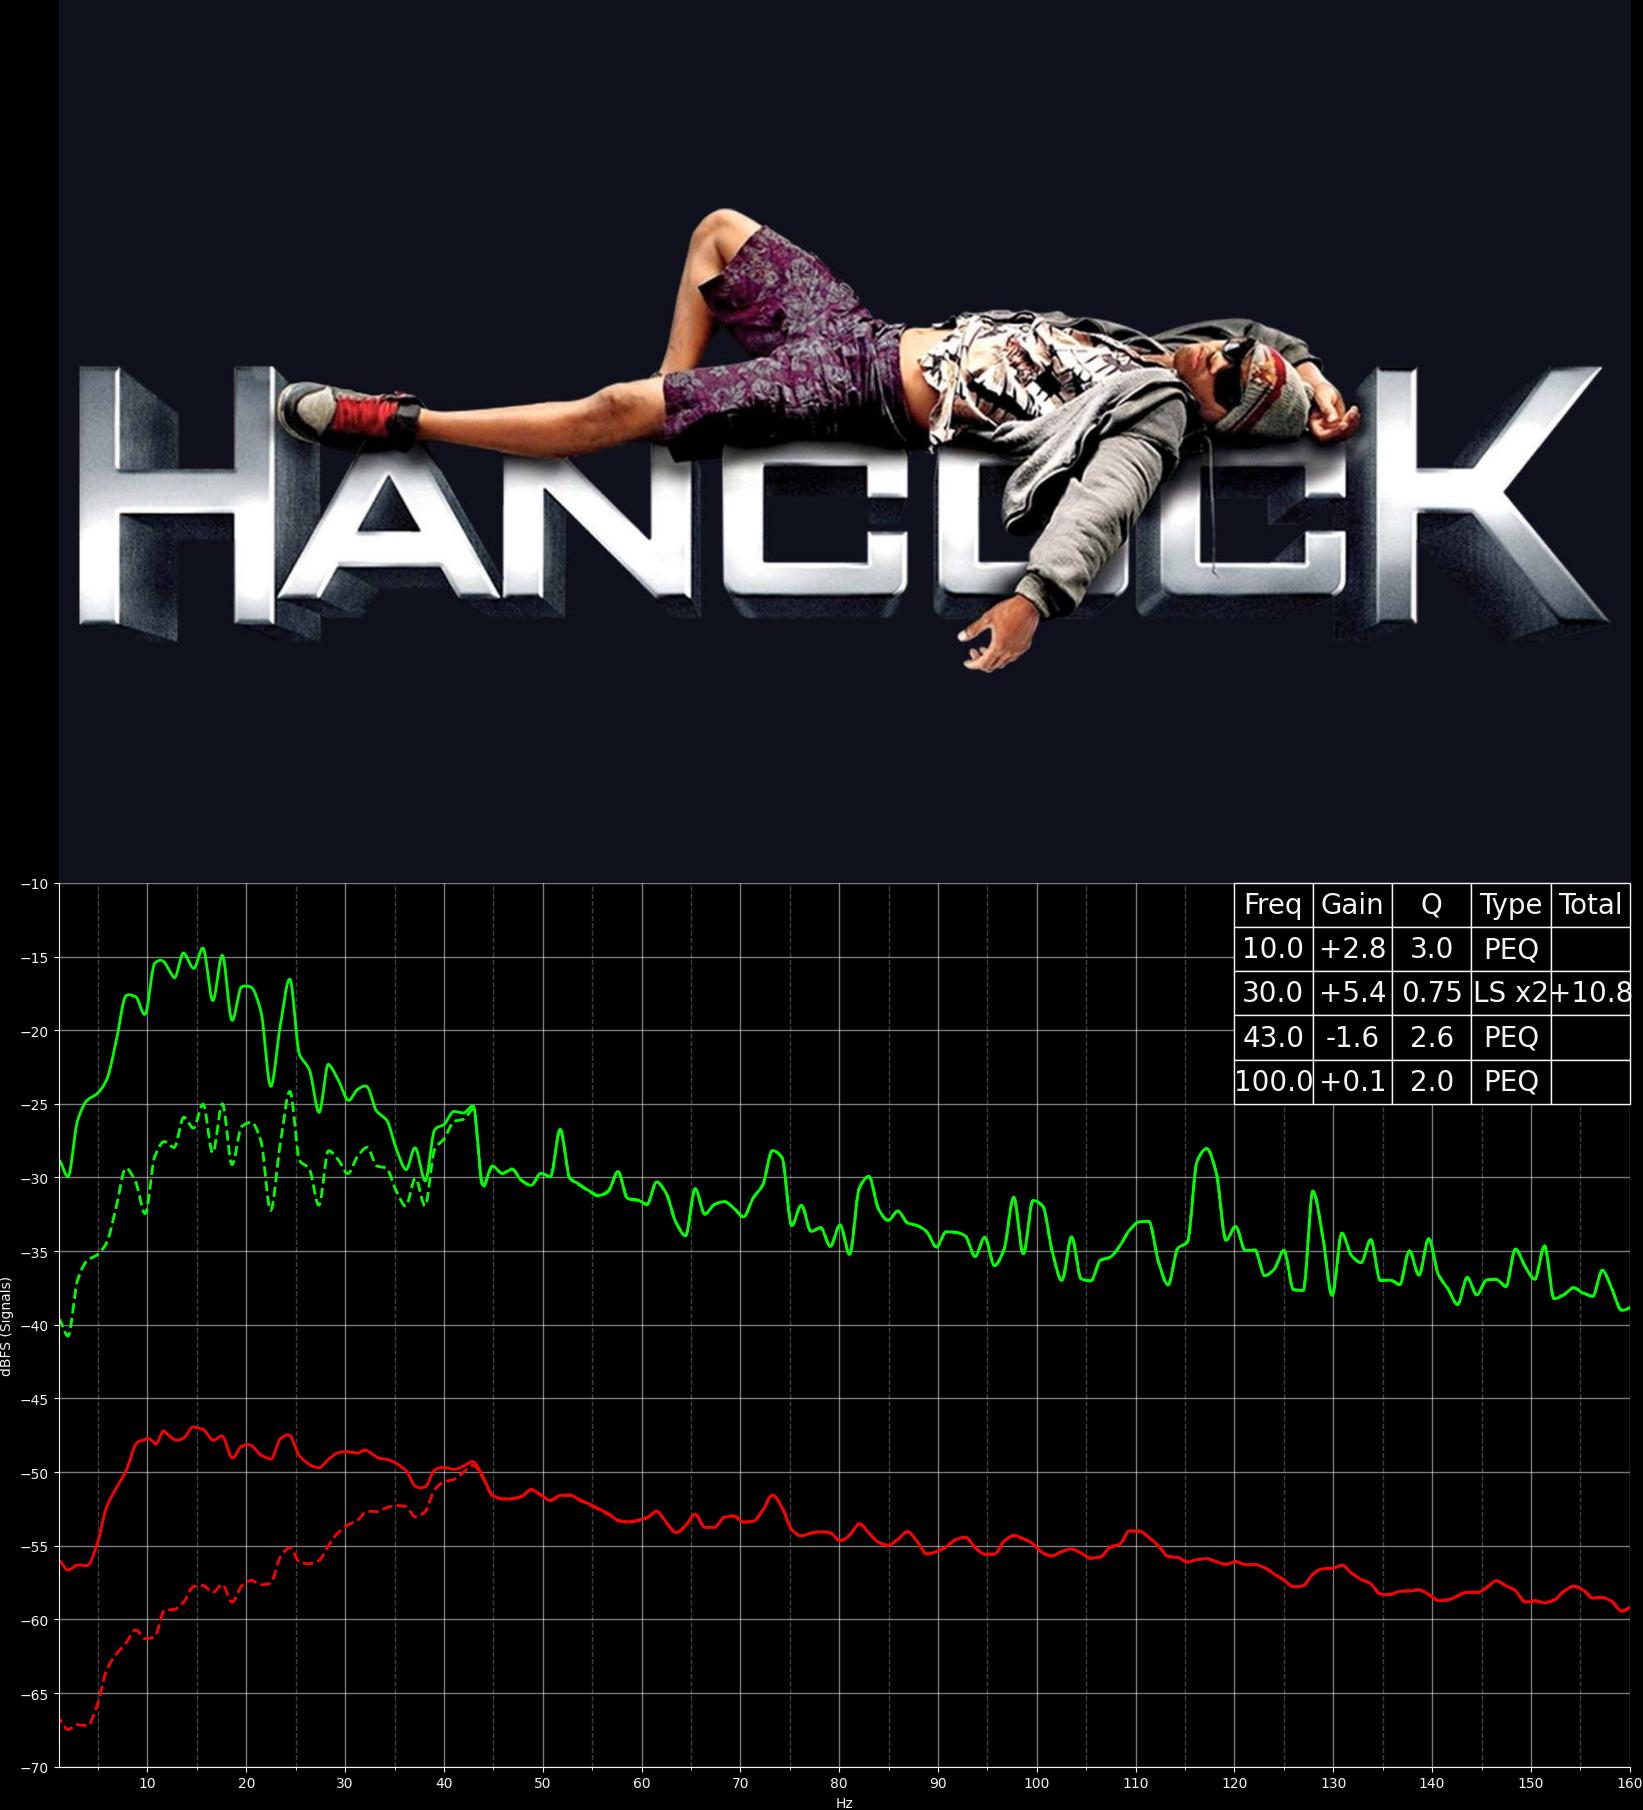 HANCOCK
Freq Gain Q Type Total
10.0 +2.8 3.0 PEQ
30.0 +5.4 0.75 LS x2 +10.8
43.0 -1.6 2.6 PEQ
100.0 +0.1 2.0 PEQ
−10
−15
−20
−25
−30
−35
−40
−45
−50
−55
−60
−65
−70
dBFS (Signals)
10 20 30 40 50 60 70 80 90 100 110 120 130 140 150 160
Hz